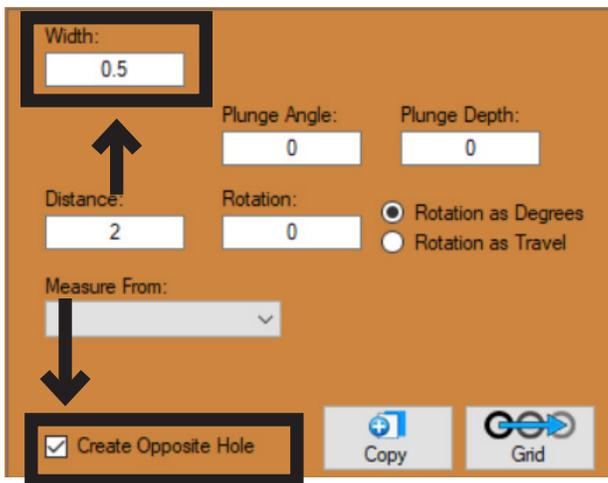 Width:
0.5
Plunge Angle: Plunge Depth:
0 0
Distance: Rotation:
2 0
Rotation as Degrees
Rotation as Travel
Measure From:
Create Opposite Hole
Copy Grid